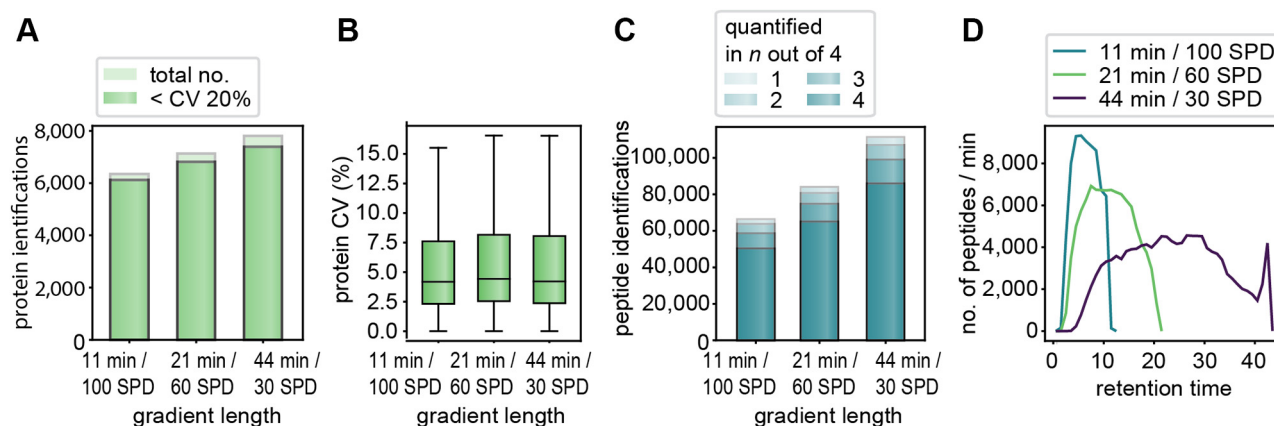 A
total no.
< CV 20%
protein ientifications
8,000
6,000
4,000
2,000
0
11 min /
100 SPD
21 min /
60 SPD
44 min /
30 SPD
gradient length
B
protein CV (%)
15.0
12.5
10.0
7.5
5.0
2.5
0.0
11 min /
100 SPD
21 min /
60 SPD
44 min /
30 SPD
gradient length
C
quantified
in n out of 4
1
2
3
4
peptide identifications
100,000
80,000
60,000
40,000
20,000
0
11 min /
100 SPD
21 min /
60 SPD
44 min /
30 SPD
gradient length
D
11 min / 100 SPD
21 min / 60 SPD
44 min / 30 SPD
no. of peptides / min
8,000
6,000
4,000
2,000
0
0
10
20
30
40
retention time